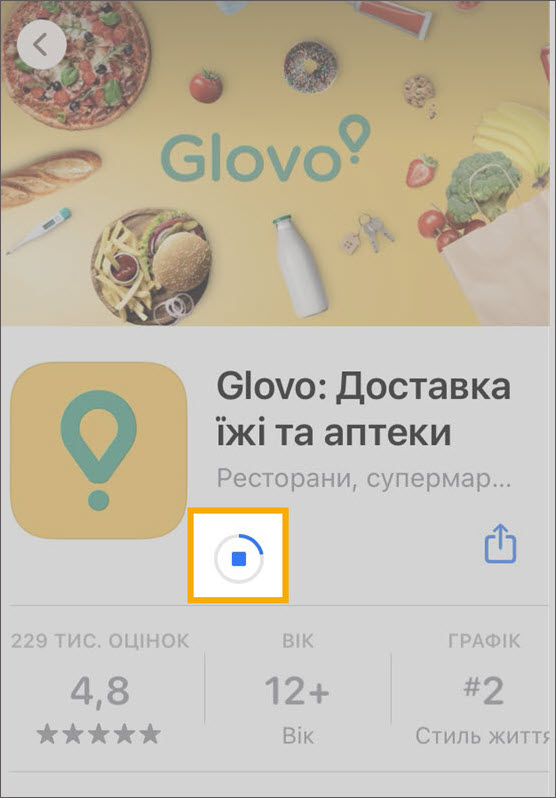 Glovo
Glovo: Доставка
їжі та аптеки
Ресторани, супермар...
229 ТИС. ОЦІНОК
ВІК
ГРАФІК
4,8
12+
#2
Вік
Стиль життя